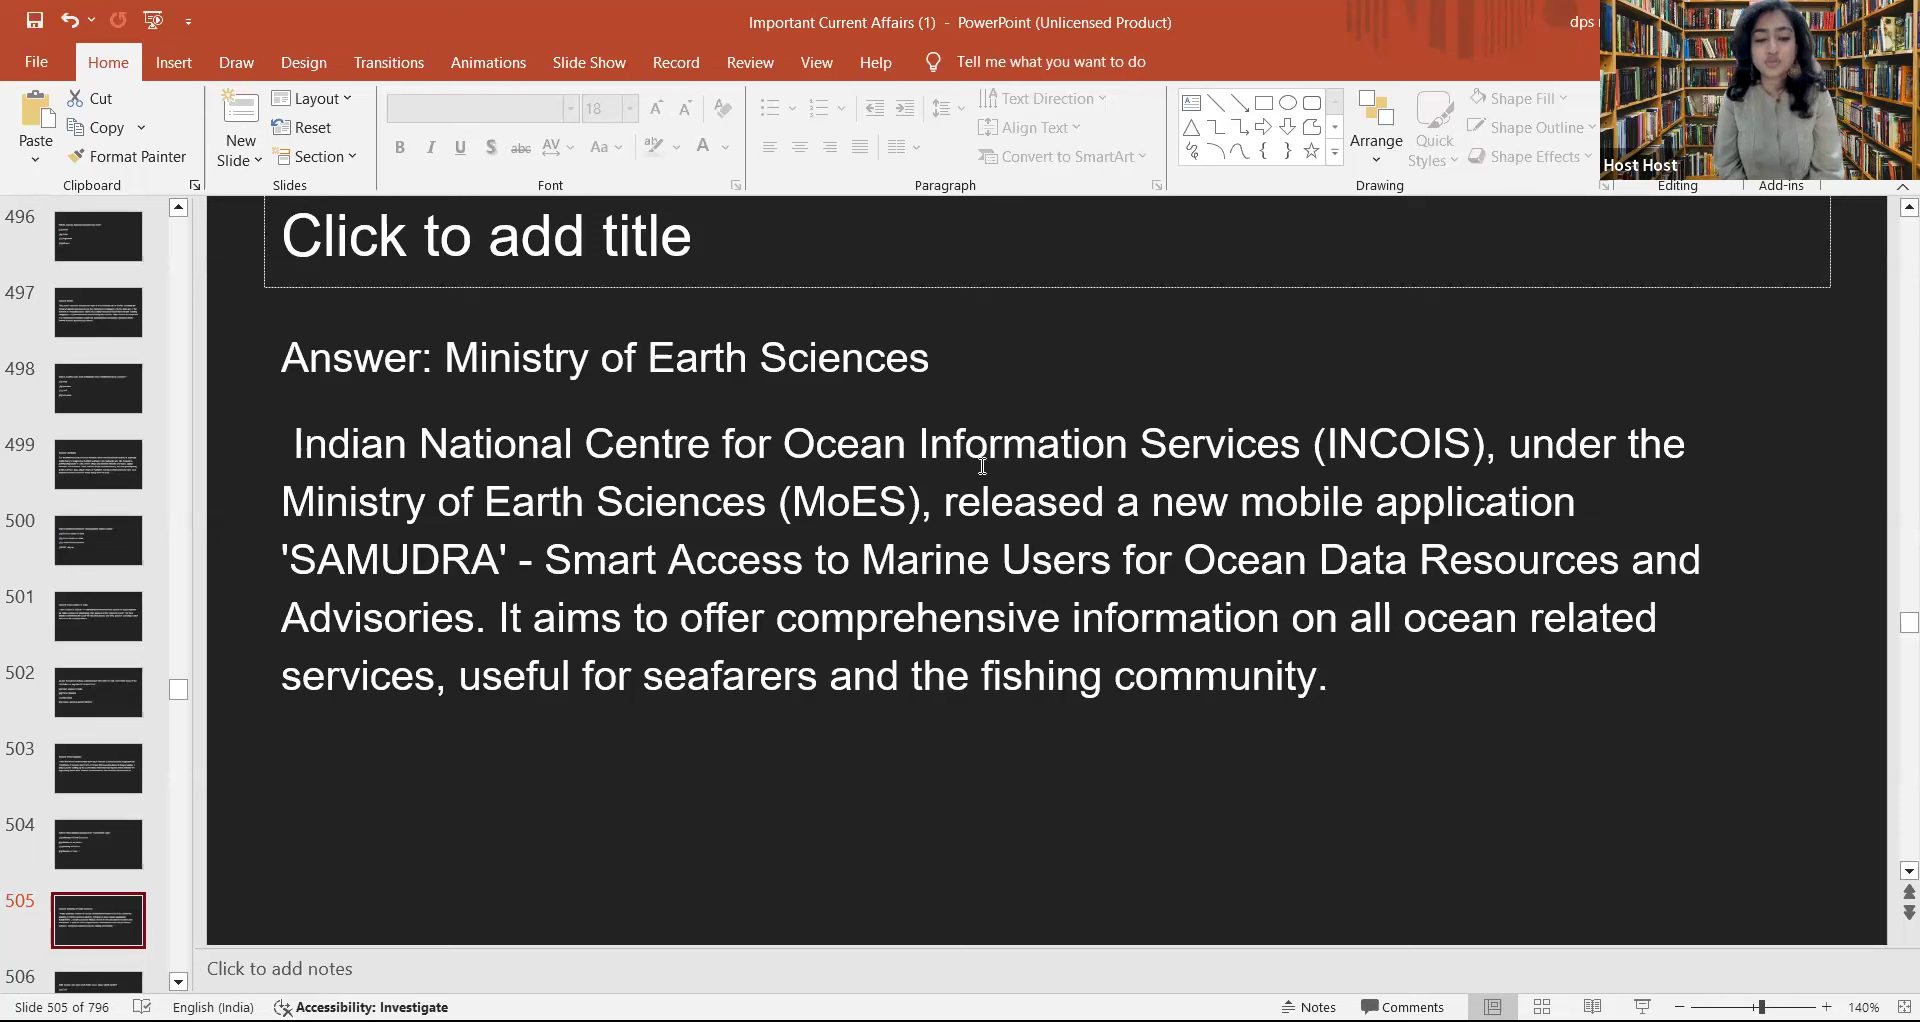 Important Current Affairs (1) - PowerPoint (Unlicensed Product)
dps
File Home Insert Draw Design Transitions Animations Slide Show Record Review View Help Tell me what you want to do
Paste
Cut
Copy
Format Painter
Clipboard
New Slide
Layout
Reset
Section
Slides
18
B I U S abc AV Aa A
Font
Text Direction
Align Text
Convert to SmartArt
Paragraph
Arrange
Quick Styles
Shape Fill
Shape Outline
Shape Effects
Drawing
Editing
Add-ins
Host Host
496
497
498
499
500
501
502
503
504
505
506
Click to add title
Answer: Ministry of Earth Sciences
Indian National Centre for Ocean Information Services (INCOIS), under the
Ministry of Earth Sciences (MoES), released a new mobile application
'SAMUDRA' - Smart Access to Marine Users for Ocean Data Resources and
Advisories. It aims to offer comprehensive information on all ocean related
services, useful for seafarers and the fishing community.
Click to add notes
Slide 505 of 796 English (India) Accessibility: Investigate Notes Comments 140%